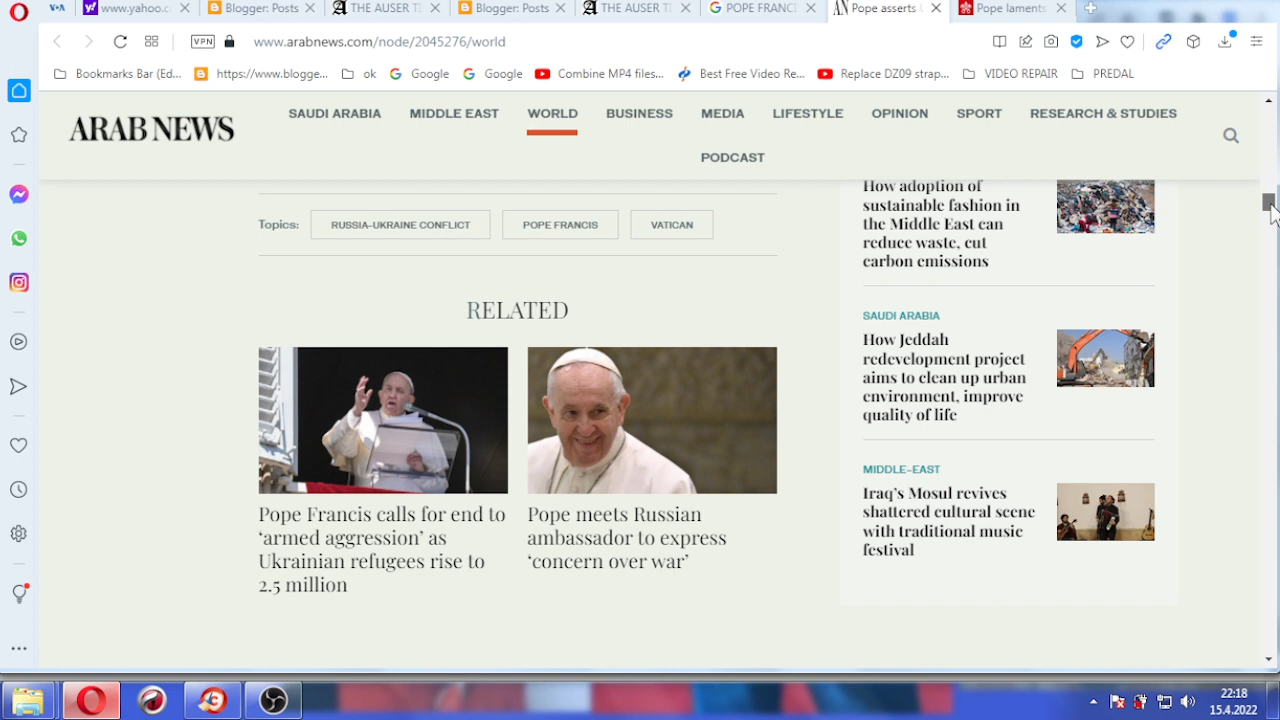 www.yahoo.c
Blogger: Posts
THE AUSER TI
Blogger: Posts
THE AUSER TI
POPE FRANCI
Pope asserts
Pope laments
VPN
www.arabnews.com/node/2045276/world
Bookmarks Bar (Ed...
https://www.blogge...
ok
Google
Google
Combine MP4 files...
Best Free Video Re...
Replace DZ09 strap...
VIDEO REPAIR
PREDAL
ARAB NEWS
SAUDI ARABIA
MIDDLE EAST
WORLD
BUSINESS
MEDIA
LIFESTYLE
OPINION
SPORT
RESEARCH & STUDIES
PODCAST
Topics:
RUSSIA-UKRAINE CONFLICT
POPE FRANCIS
VATICAN
RELATED
Pope Francis calls for end to
‘armed aggression’ as
Ukrainian refugees rise to
2.5 million
Pope meets Russian
ambassador to express
‘concern over war’
How adoption of
sustainable fashion in
the Middle East can
reduce waste, cut
carbon emissions
SAUDI ARABIA
How Jeddah
redevelopment project
aims to clean up urban
environment, improve
quality of life
MIDDLE-EAST
Iraq’s Mosul revives
shattered cultural scene
with traditional music
festival
22:18
15.4.2022